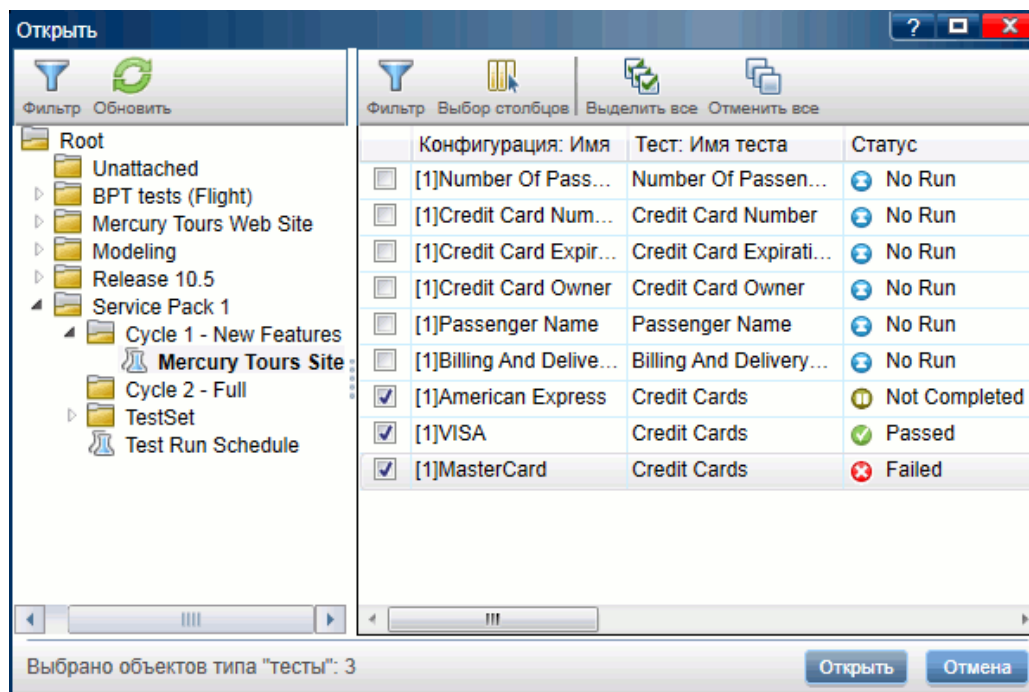 Открыть
?
Фильтр Обновить
Фильтр Выбор столбцов Выделить все Отменить все
Root
Unattached
BPT tests (Flight)
Mercury Tours Web Site
Modeling
Release 10.5
Service Pack 1
Cycle 1 - New Features
Mercury Tours Site
Cycle 2 - Full
TestSet
Test Run Schedule
Конфигурация: Имя Тест: Имя теста Статус
[1]Number Of Pass... Number Of Passen... No Run
[1]Credit Card Num... Credit Card Number No Run
[1]Credit Card Expir... Credit Card Expirati... No Run
[1]Credit Card Owner Credit Card Owner No Run
[1]Passenger Name Passenger Name No Run
[1]Billing And Delive... Billing And Delivery... No Run
[1]American Express Credit Cards Not Completed
[1]VISA Credit Cards Passed
[1]MasterCard Credit Cards Failed
Выбрано объектов типа "тесты": 3
Открыть Отмена